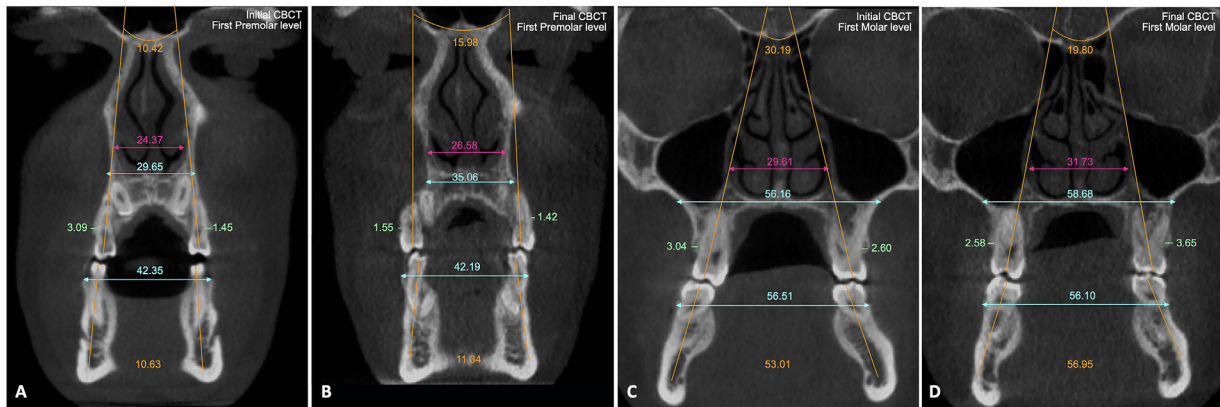 Initial CBCT
First Premolar level
10.42
24.37
29.65
3.09
1.45
42.35
10.63
A
Final CBCT
First Premolar level
15.98
26.58
35.06
1.55
1.42
42.19
11.34
B
Initial CBCT
First Molar level
30.19
29.61
56.16
3.04
2.60
56.51
53.01
C
Final CBCT
First Molar level
19.80
31.73
58.68
2.58
3.65
56.10
56.95
D